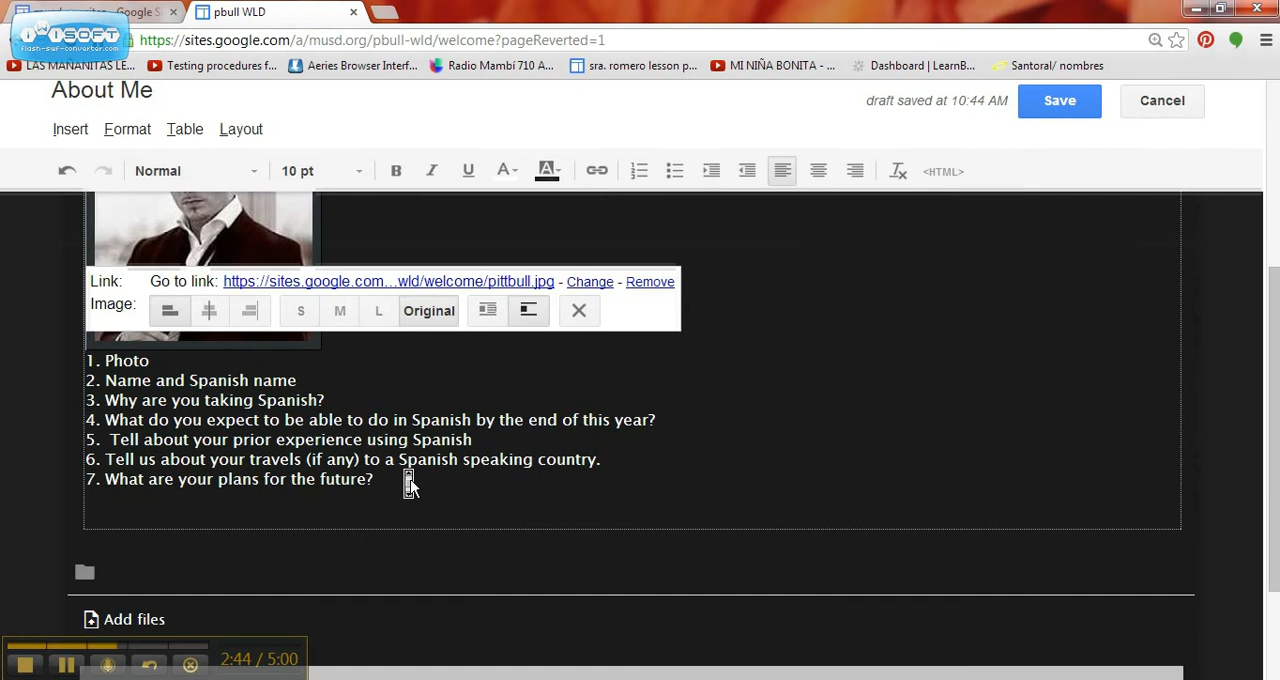 Google S
pbull WLD
iWiSOFT
flash-swf-converter.com
https://sites.google.com/a/musd.org/pbull-wld/welcome?pageReverted=1
LAS MAÑANITAS LE...
Testing procedures f...
Aeries Browser Interf...
Radio Mambí 710 A...
sra. romero lesson p...
MI NIÑA BONITA - ...
Dashboard | LearnB...
Santoral/ nombres
About Me
draft saved at 10:44 AM
Save
Cancel
Insert Format Table Layout
Normal 10 pt B I U A A <HTML>
Link: Go to link: https://sites.google.com...wld/welcome/pittbull.jpg - Change - Remove
Image: S M L Original
1. Photo
2. Name and Spanish name
3. Why are you taking Spanish?
4. What do you expect to be able to do in Spanish by the end of this year?
5. Tell about your prior experience using Spanish
6. Tell us about your travels (if any) to a Spanish speaking country.
7. What are your plans for the future?
Add files
2:44 / 5:00